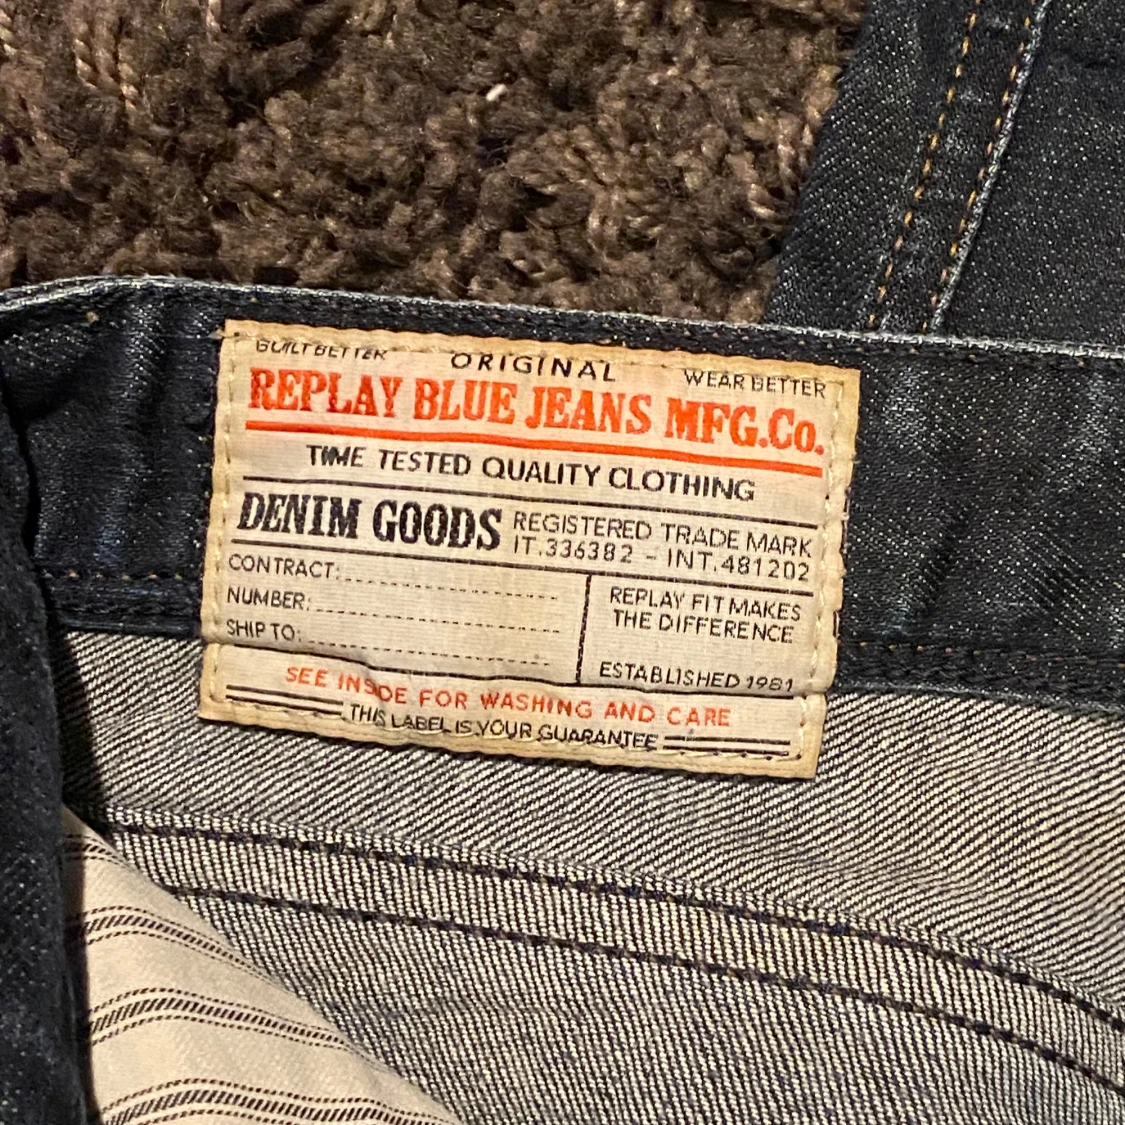 BUILT BETTER ORIGINAL WEAR BETTER
REPLAY BLUE JEANS MFG.Co.
TIME TESTED QUALITY CLOTHING
DENIM GOODS
REGISTERED TRADE MARK
IT.336382 - INT.481202
CONTRACT:
NUMBER:
SHIP TO:
REPLAY FIT MAKES
THE DIFFERENCE
ESTABLISHED 1981
SEE INSIDE FOR WASHING AND CARE
THIS LABEL IS YOUR GUARANTEE